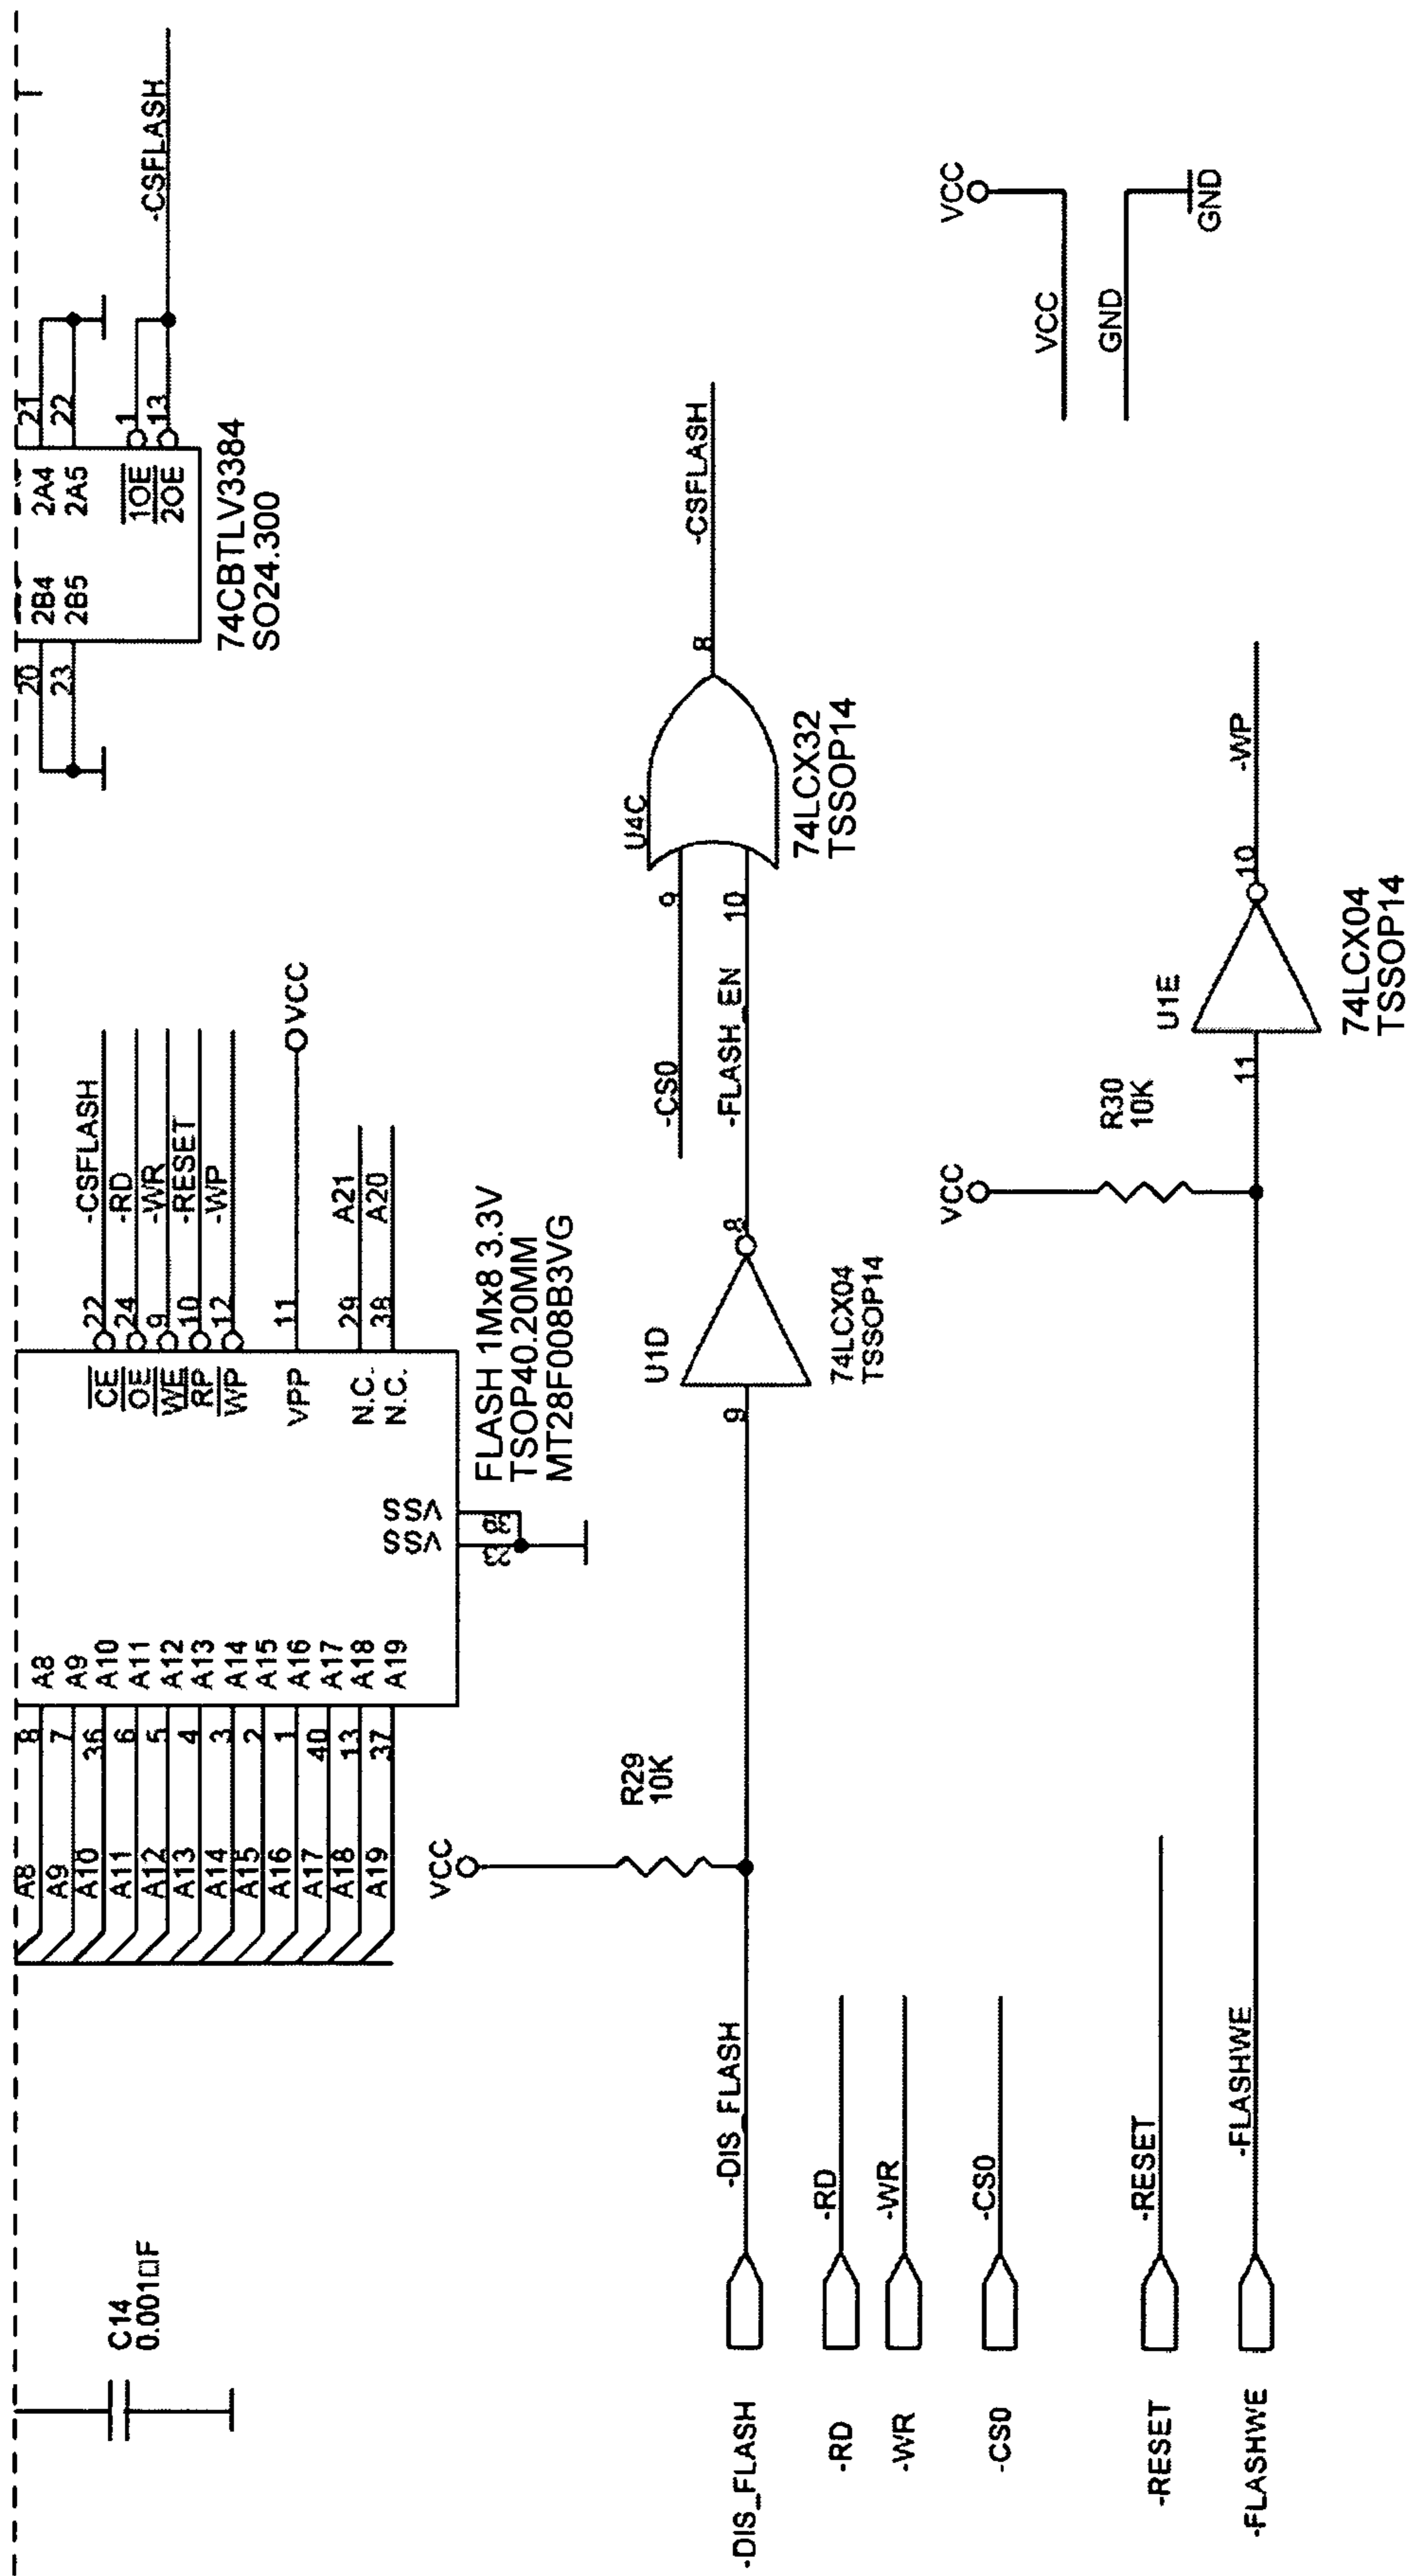 C14
0.001□F
A8
A9
A10
A11
A12
A13
A14
A15
A16
A17
A18
A19
8
7
36
6
5
4
3
2
1
40
13
37
A8
A9
A10
A11
A12
A13
A14
A15
A16
A17
A18
A19
VSS
VSS
23
CE
OE
WE
RP
WP
VPP
N.C.
N.C.
22
24
9
10
12
11
29
38
-CSFLASH
-RD
-WR
-RESET
-WP
VCC
A21
A20
FLASH 1Mx8 3.3V
TSOP40.20MM
MT28F008B3VG
20
23
2B4
2B5
2A4
2A5
1OE
2OE
21
22
1
13
-CSFLASH
74CBTLV3384
SO24.300
VCC
R29
10K
-DIS_FLASH
-DIS_FLASH
9
U1D
8
74LCX04
TSSOP14
-FLASH_EN
-CS0
9
10
U4C
8
-CSFLASH
74LCX32
TSSOP14
-RD
-RD
-WR
-WR
-CS0
-CS0
-RESET
-RESET
-FLASHWE
-FLASHWE
VCC
R30
10K
11
U1E
10
-WP
74LCX04
TSSOP14
VCC
VCC
GND
GND